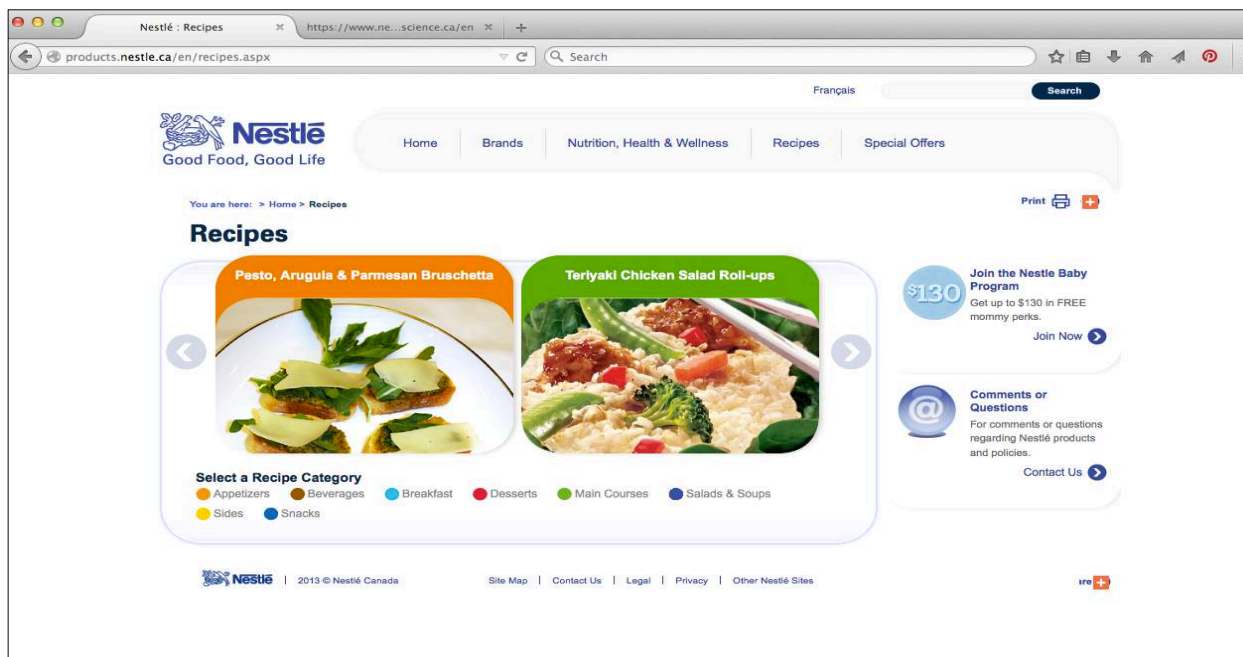 Nestlé : Recipes
https://www.ne...science.ca/en
products.nestle.ca/en/recipes.aspx
Search
Français
Search
Nestlé
Good Food, Good Life
Home
Brands
Nutrition, Health & Wellness
Recipes
Special Offers
You are here: > Home > Recipes
Print
Recipes
Pesto, Arugula & Parmesan Bruschetta
Teriyaki Chicken Salad Roll-ups
$130
Join the Nestle Baby
Program
Get up to $130 in FREE
mommy perks.
Join Now
@
Comments or
Questions
For comments or questions
regarding Nestlé products
and policies.
Contact Us
Select a Recipe Category
Appetizers Beverages Breakfast Desserts Main Courses Salads & Soups
Sides Snacks
Nestlé | 2013 © Nestlé Canada
Site Map | Contact Us | Legal | Privacy | Other Nestlé Sites